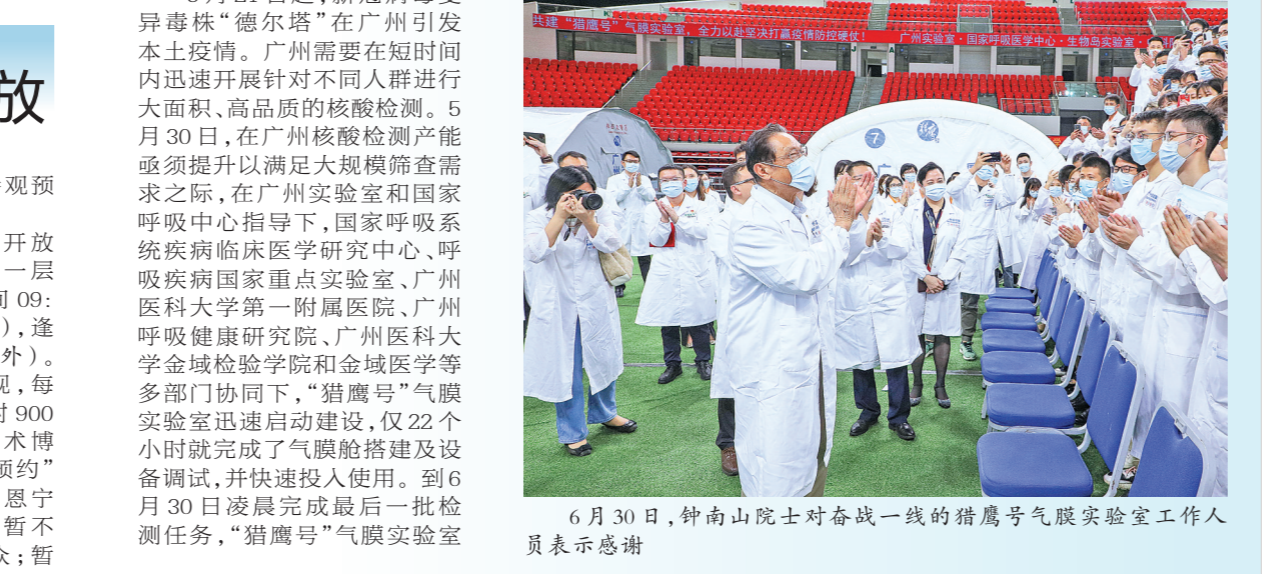 放
观预
开放
一层
间 09:
),逢
外)。
观,每
时 900
术博
预约”
恩宁
暂不
众;暂
异毒株“德尔塔”在广州引发
本土疫情。广州需要在短时间
内迅速开展针对不同人群进行
大面积、高品质的核酸检测。5
月30日,在广州核酸检测产能
亟须提升以满足大规模筛查需
求之际,在广州实验室和国家
呼吸中心指导下,国家呼吸系
统疾病临床医学研究中心、呼
吸疾病国家重点实验室、广州
医科大学第一附属医院、广州
呼吸健康研究院、广州医科大
学金域检验学院和金域医学等
多部门协同下,“猎鹰号”气膜
实验室迅速启动建设,仅22个
小时就完成了气膜舱搭建及设
备调试,并快速投入使用。到6
月30日凌晨完成最后一批检
测任务,“猎鹰号”气膜实验室
共建“猎鹰号”气膜实验室,全力以赴坚决打赢疫情防控硬仗!
广州实验室·国家呼吸医学中心·生物岛实验室
7
6月30日,钟南山院士对奋战一线的猎鹰号气膜实验室工作人
员表示感谢